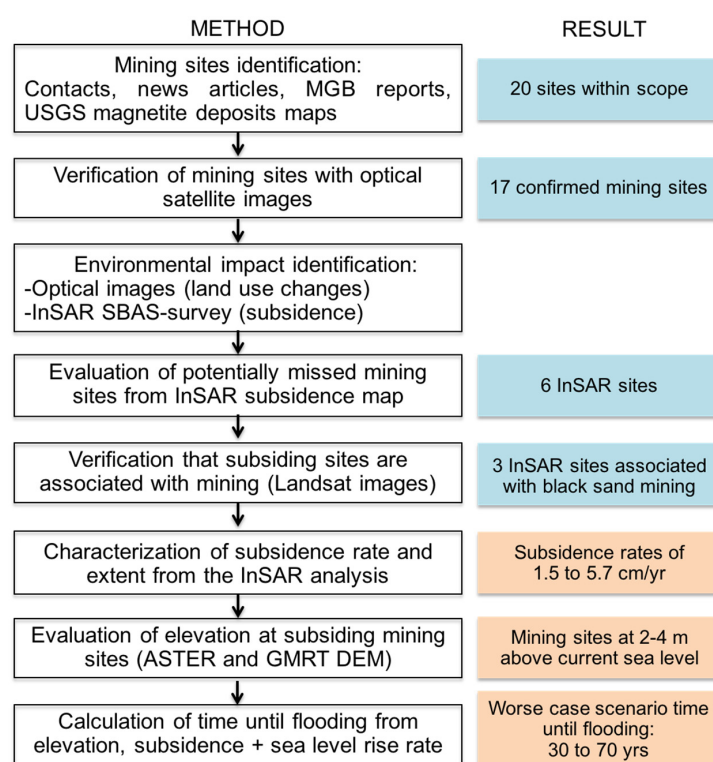 METHOD
RESULT
Mining sites identification:
Contacts, news articles, MGB reports,
USGS magnetite deposits maps
20 sites within scope
Verification of mining sites with optical
satellite images
17 confirmed mining sites
Environmental impact identification:
-Optical images (land use changes)
-InSAR SBAS-survey (subsidence)
Evaluation of potentially missed mining
sites from InSAR subsidence map
6 InSAR sites
Verification that subsiding sites are
associated with mining (Landsat images)
3 InSAR sites associated
with black sand mining
Characterization of subsidence rate and
extent from the InSAR analysis
Subsidence rates of
1.5 to 5.7 cm/yr
Evaluation of elevation at subsiding mining
sites (ASTER and GMRT DEM)
Mining sites at 2-4 m
above current sea level
Calculation of time until flooding from
elevation, subsidence + sea level rise rate
Worse case scenario time
until flooding:
30 to 70 yrs